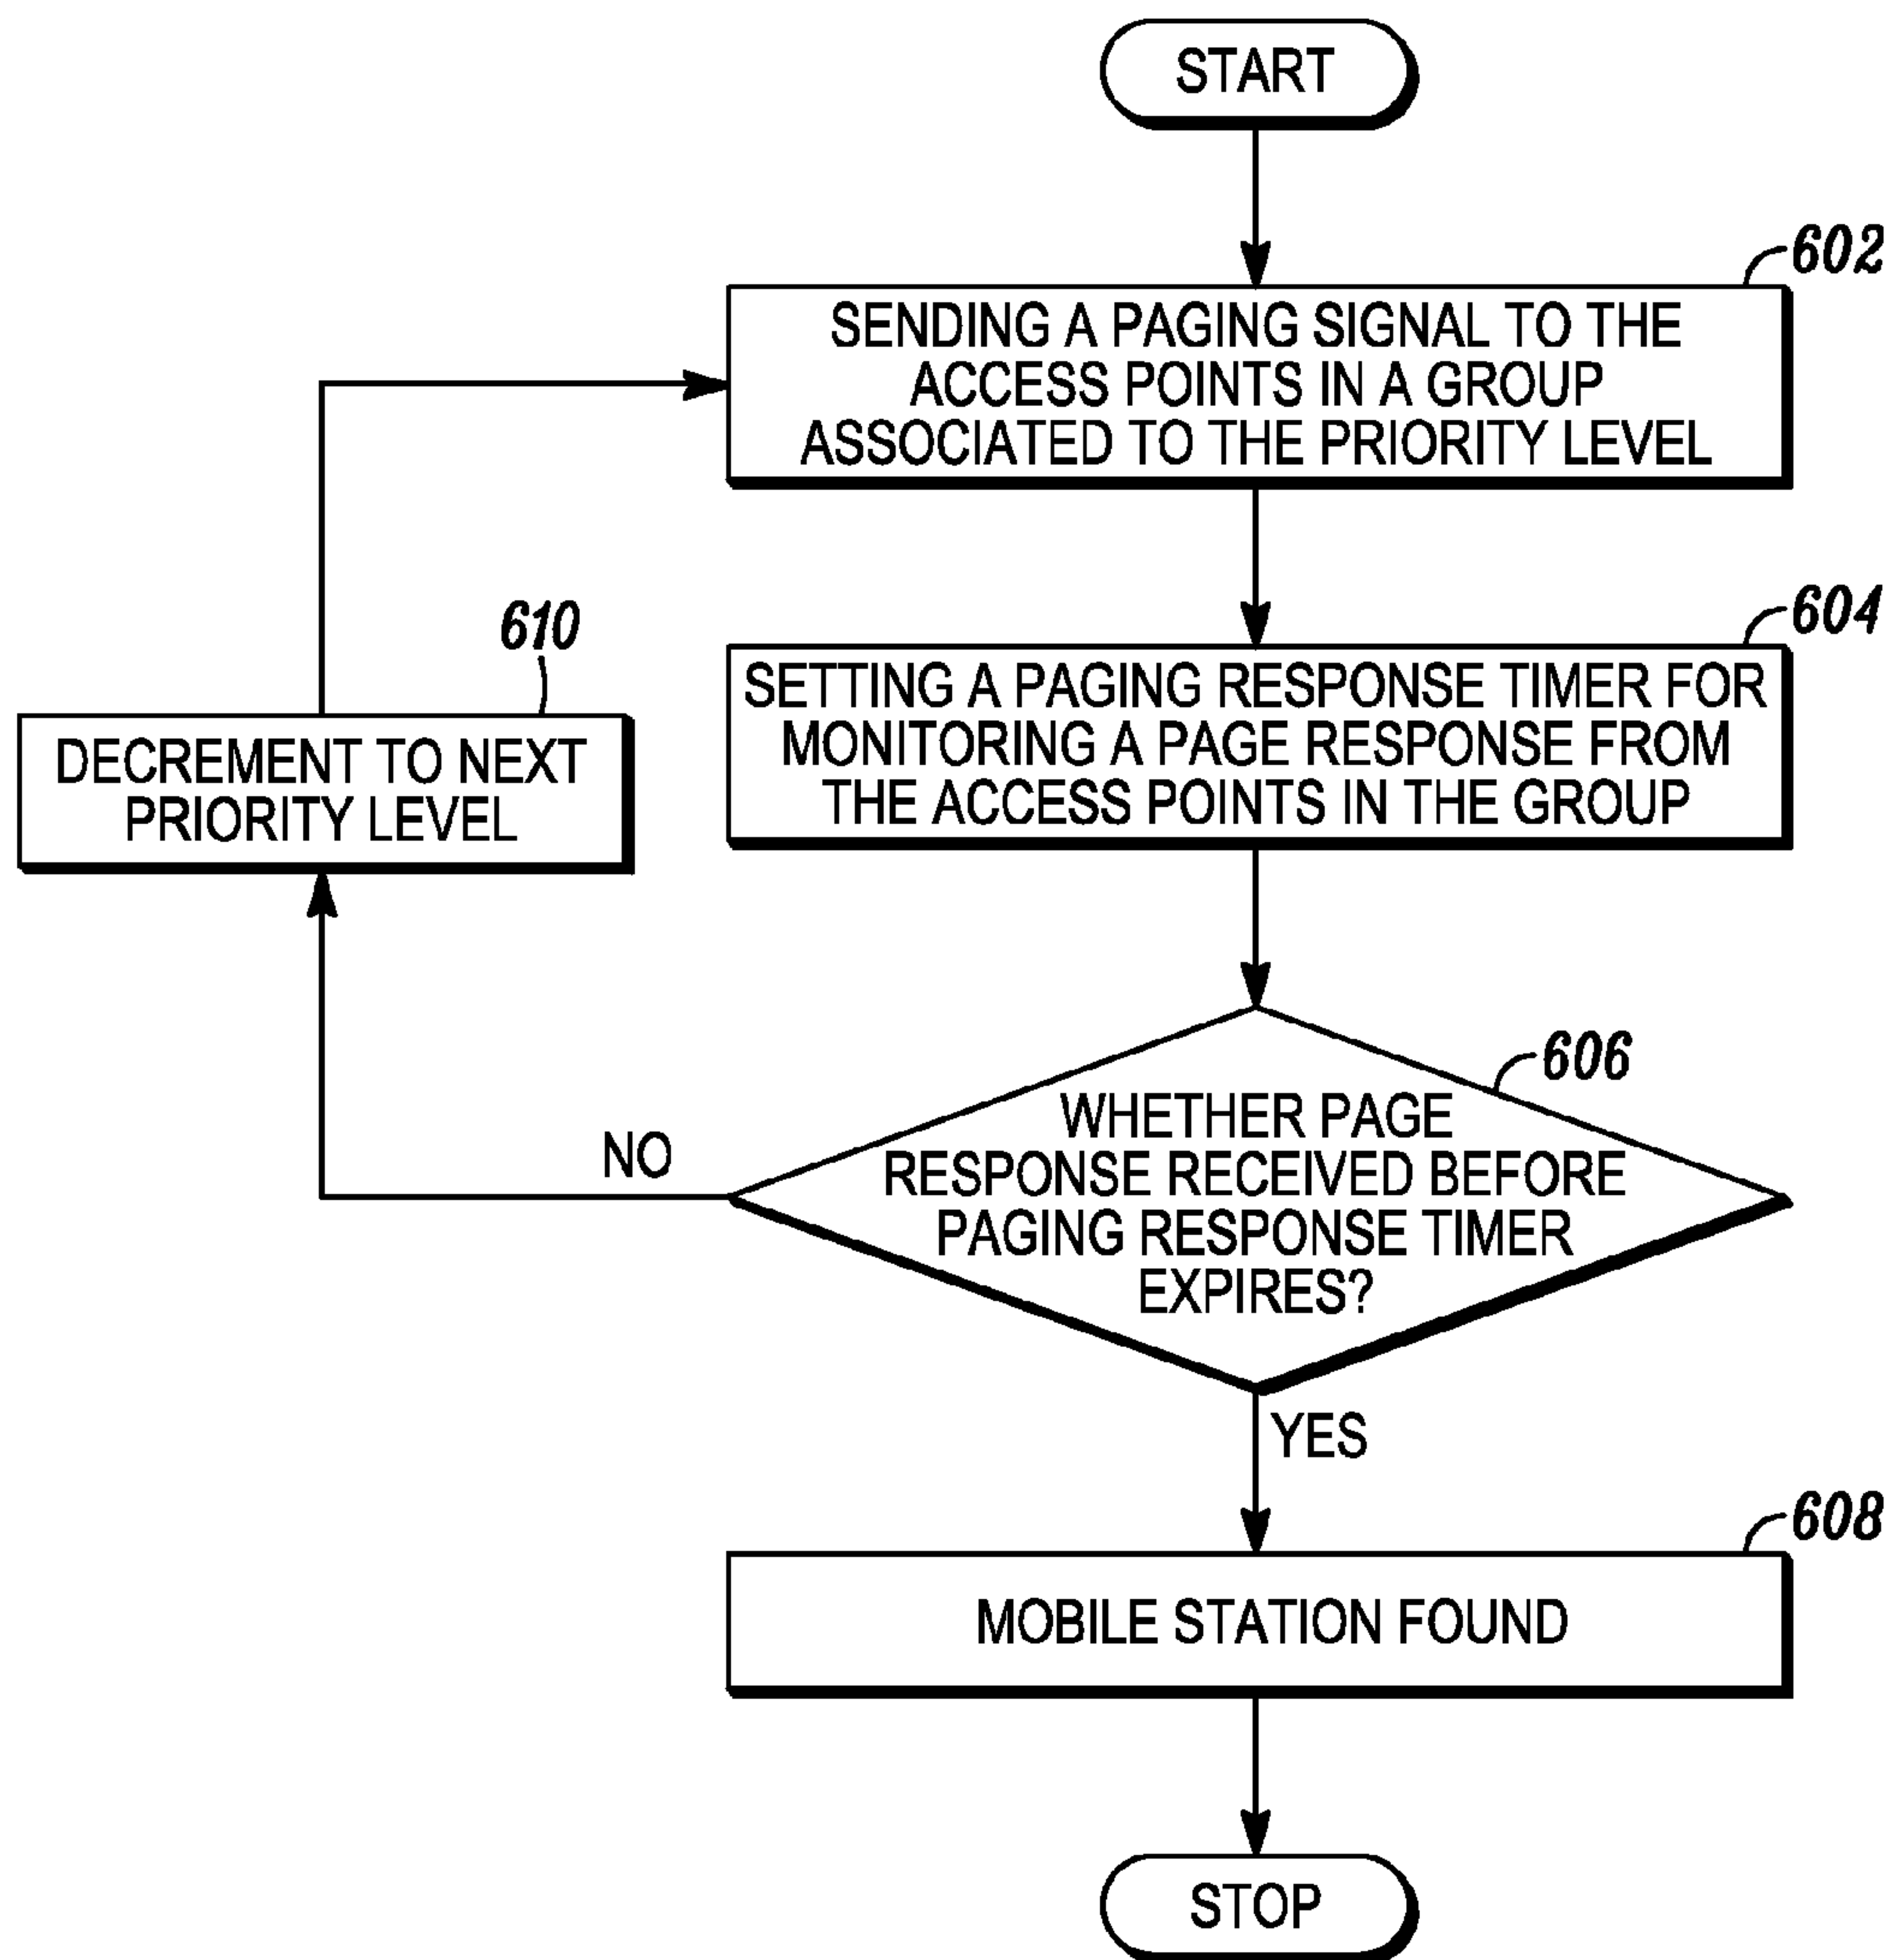 START
602
SENDING A PAGING SIGNAL TO THE
ACCESS POINTS IN A GROUP
ASSOCIATED TO THE PRIORITY LEVEL
604
SETTING A PAGING RESPONSE TIMER FOR
MONITORING A PAGE RESPONSE FROM
THE ACCESS POINTS IN THE GROUP
610
DECREMENT TO NEXT
PRIORITY LEVEL
606
WHETHER PAGE
RESPONSE RECEIVED BEFORE
PAGING RESPONSE TIMER
EXPIRES?
NO
YES
608
MOBILE STATION FOUND
STOP